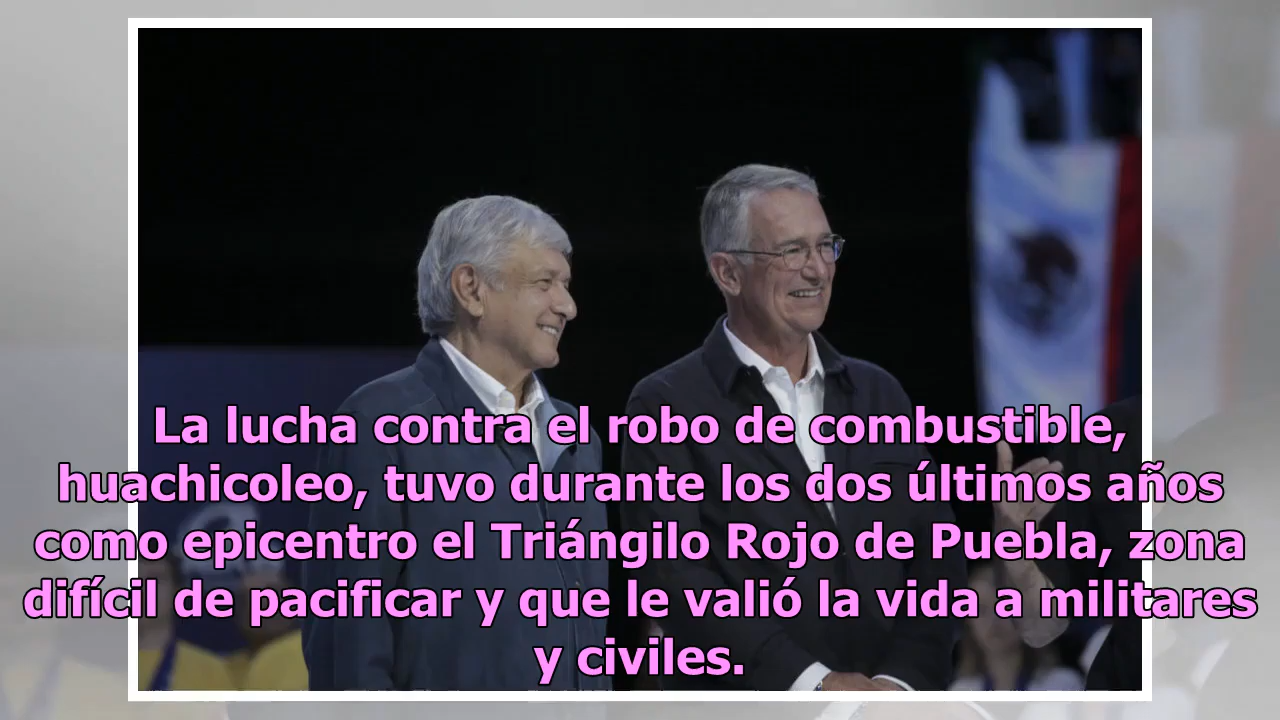 La lucha contra el robo de combustible,
huachicoleo, tuvo durante los dos últimos años
como epicentro el Triángilo Rojo de Puebla, zona
difícil de pacificar y que le valió la vida a militares
y civiles.